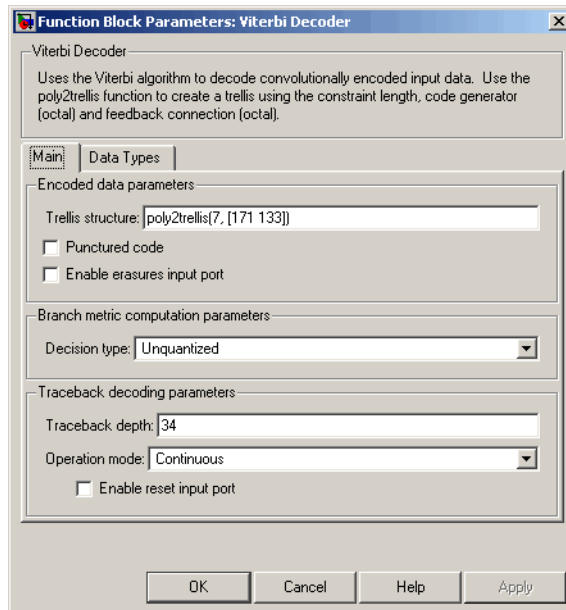 Function Block Parameters: Viterbi Decoder
Viterbi Decoder
Uses the Viterbi algorithm to decode convolutionally encoded input data. Use the
poly2trellis function to create a trellis using the constraint length, code generator
(octal) and feedback connection (octal).
Main Data Types
Encoded data parameters
Trellis structure: poly2trellis(7, [171 133])
Punctured code
Enable erasures input port
Branch metric computation parameters
Decision type: Unquantized
Traceback decoding parameters
Traceback depth: 34
Operation mode: Continuous
Enable reset input port
OK Cancel Help Apply